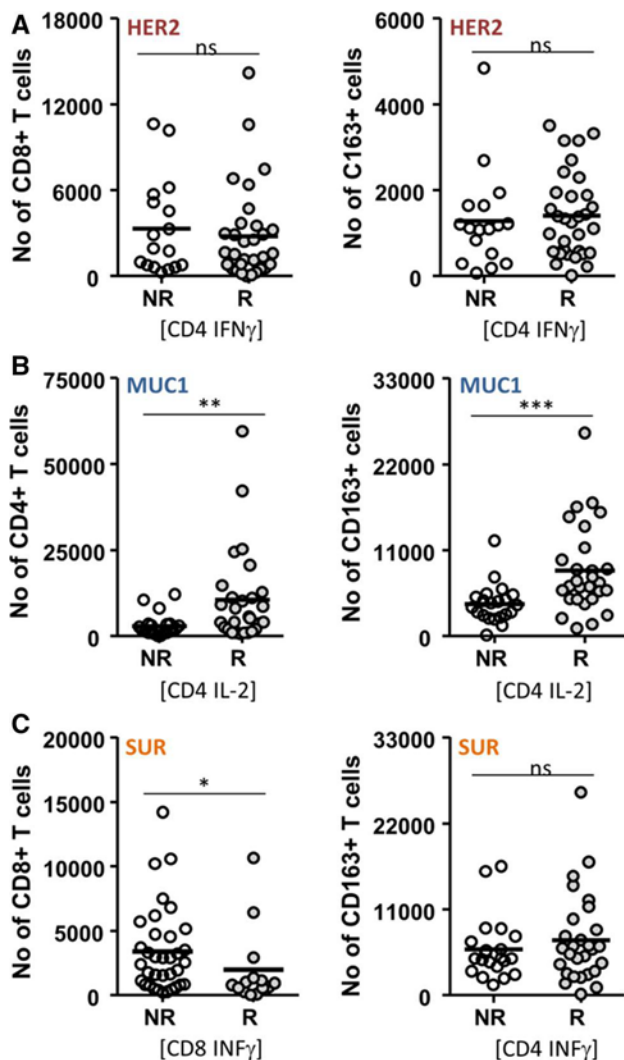 A
HER2
ns
No of CD8+ T cells
18000
12000
6000
0
NR R
[CD4 IFNγ]
HER2
ns
No of C163+ cells
6000
4000
2000
0
NR R
[CD4 IFNγ]
B
MUC1
**
No of CD4+ T cells
75000
50000
25000
0
NR R
[CD4 IL-2]
MUC1
***
No of CD163+ cells
33000
22000
11000
0
NR R
[CD4 IL-2]
C
SUR
*
No of CD8+ T cells
20000
15000
10000
5000
0
NR R
[CD8 INFγ]
SUR
ns
No of CD163+ T cells
33000
22000
11000
0
NR R
[CD4 INFγ]